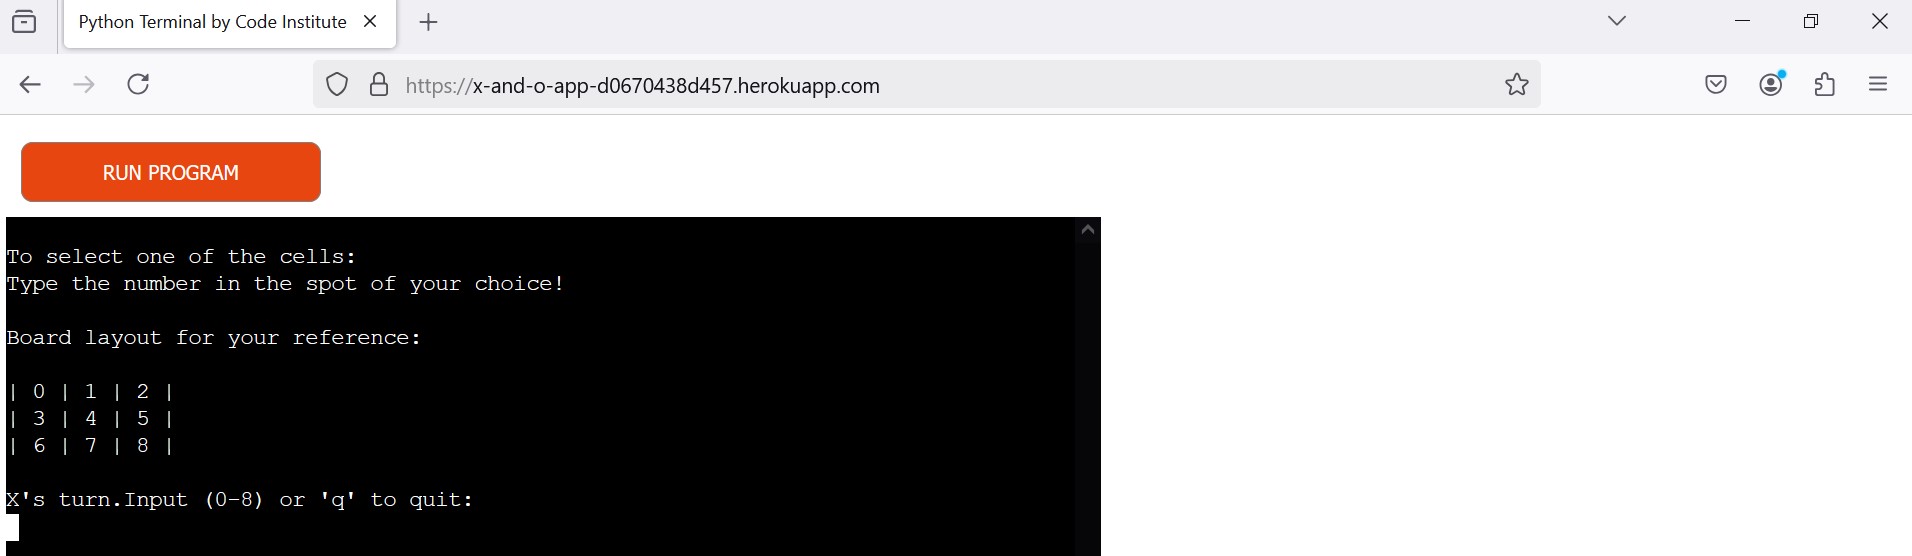 Python Terminal by Code Institute
https://x-and-o-app-d0670438d457.herokuapp.com
RUN PROGRAM
To select one of the cells:
Type the number in the spot of your choice!
Board layout for your reference:
| 0 | 1 | 2 |
| 3 | 4 | 5 |
| 6 | 7 | 8 |
X's turn.Input (0-8) or 'q' to quit: